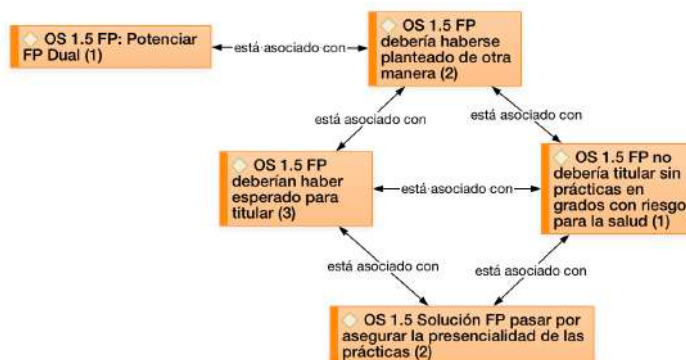 OS 1.5 FP: Potenciar
FP Dual (1)
está asociado con
OS 1.5 FP
debería haberse
planteado de otra
manera (2)
está asociado con
está asociado con
OS 1.5 FP
deberían haber
esperado para
titular (3)
está asociado con
OS 1.5 FP no
debería titular sin
prácticas en
grados con riesgo
para la salud (1)
está asociado con
está asociado con
OS 1.5 Solución FP pasar por
asegurar la presencialidad de las
prácticas (2)